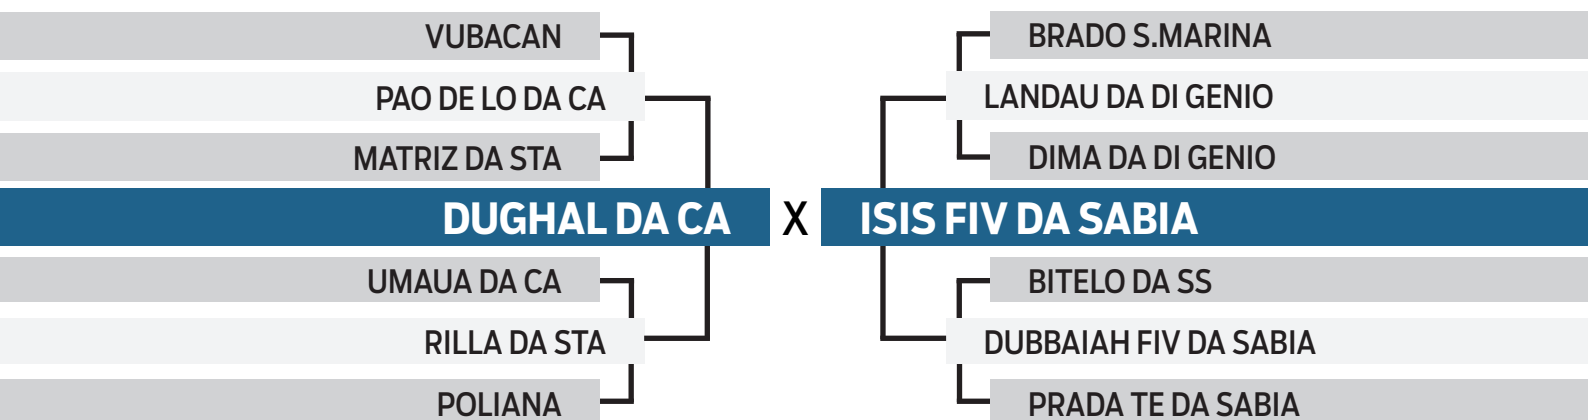 VUBACAN
PAO DE LO DA CA
MATRIZ DA STA
DUGHAL DA CA
UMAUA DA CA
RILLA DA STA
POLIANA
X
BRADO S.MARINA
LANDAU DA DI GENIO
DIMA DA DI GENIO
ISIS FIV DA SABIA
BITELO DA SS
DUBBAIAH FIV DA SABIA
PRADA TE DA SABIA